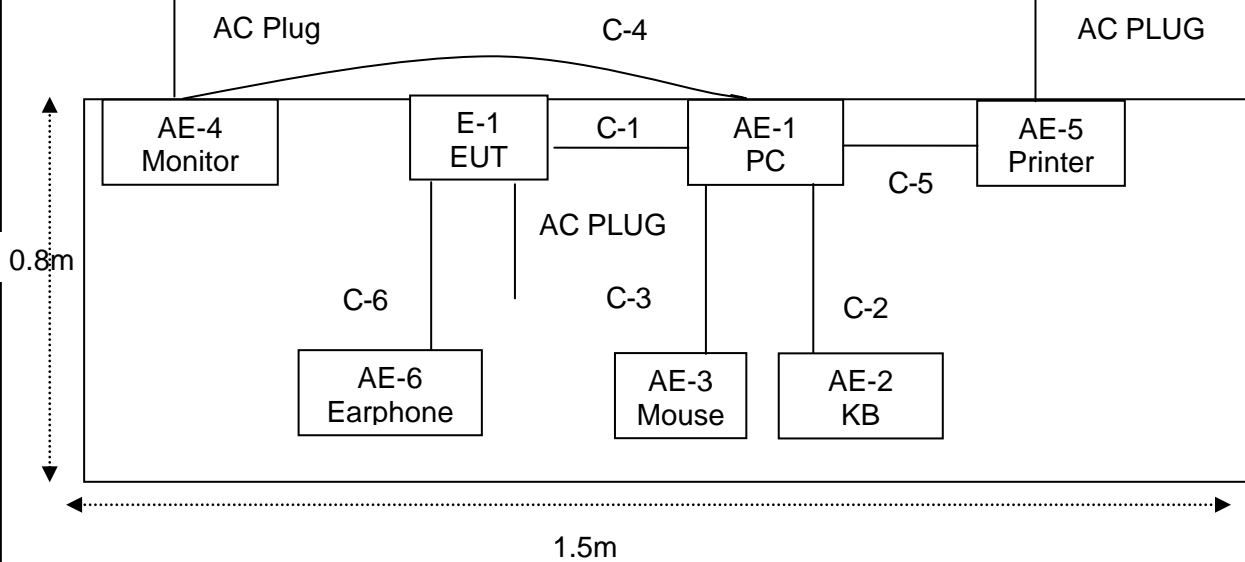 AC Plug
C-4
AC PLUG
AE-4
Monitor
E-1
EUT
C-1
AE-1
PC
AE-5
Printer
C-5
AC PLUG
0.8m
C-6
C-3
C-2
AE-6
Earphone
AE-3
Mouse
AE-2
KB
1.5m